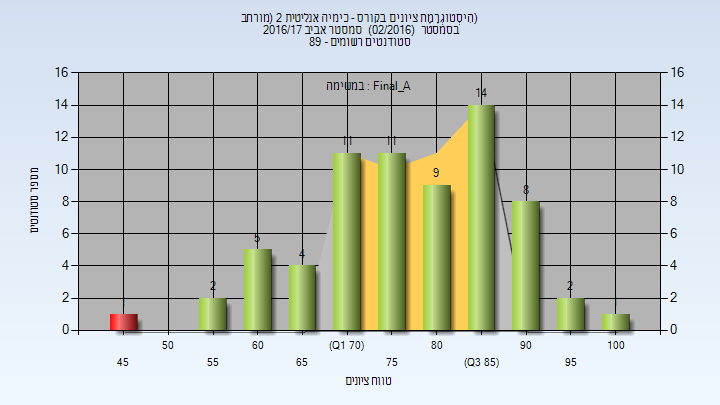 (היסטוגרמת ציונים בקורס - כימיה אנליטית 2 (מורחב
בסמסטר (02/2016) סמסטר אביב 2016/17
סטודנטים רשומים - 89
במשימה : Final_A
16 14 12 10 8 6 4 2 0
מספר סטודנטים
16 14 12 10 8 6 4 2 0
2 5 4 11 11 9 14 8 2
50 60 (Q1 70) 80 90 100
45 55 65 75 (Q3 85) 95
טווח ציונים